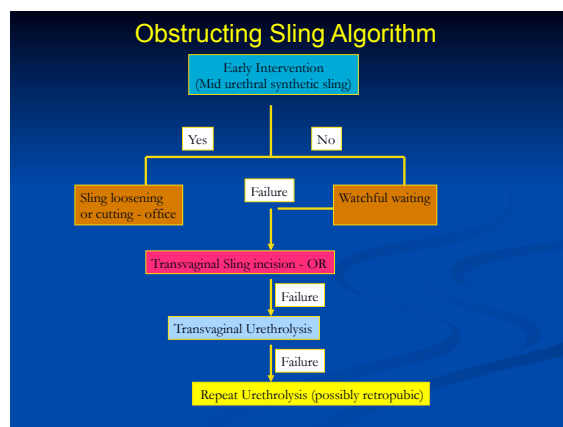 Obstructing Sling Algorithm
Early Intervention
(Mid urethral synthetic sling)
Yes
No
Sling loosening
or cutting - office
Failure
Watchful waiting
Transvaginal Sling incision - OR
Failure
Transvaginal Urethrolysis
Failure
Repeat Urethrolysis (possibly retropubic)